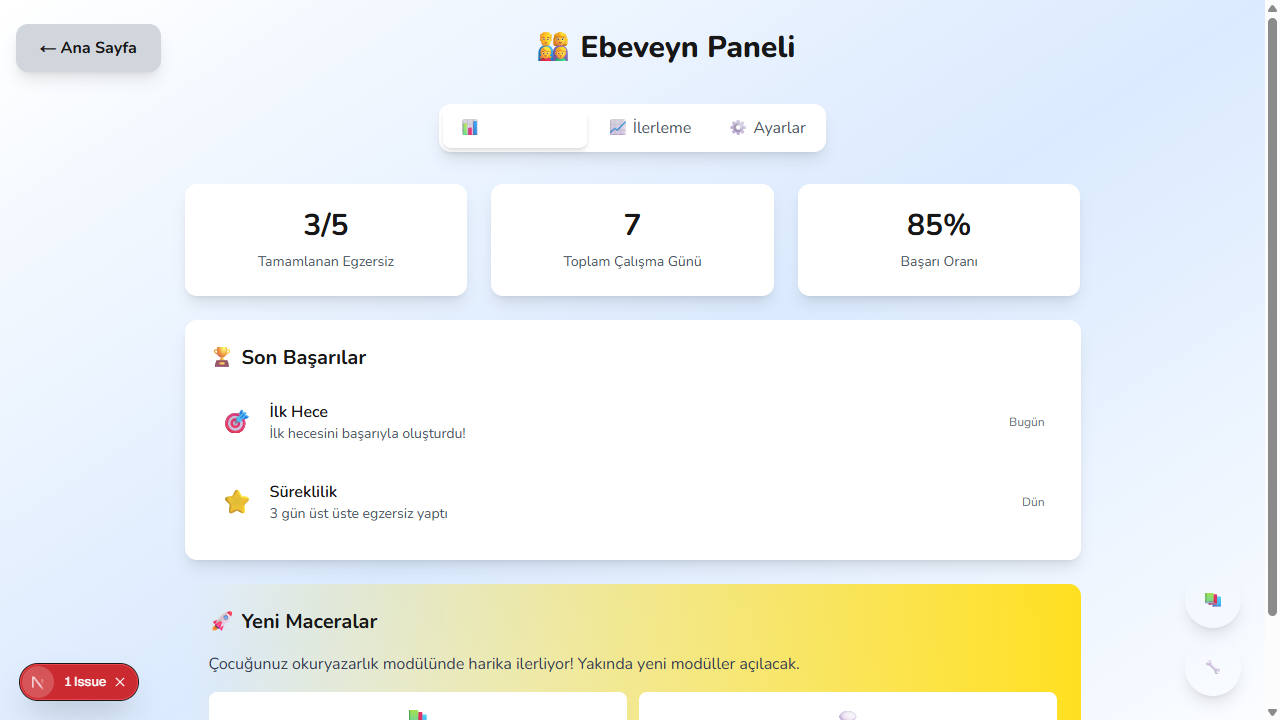 ← Ana Sayfa
Ebeveyn Paneli
İlerleme
Ayarlar
3/5
Tamamlanan Egzersiz
7
Toplam Çalışma Günü
85%
Başarı Oranı
Son Başarılar
İlk Hece
İlk hecesini başarıyla oluşturdu!
Bugün
Süreklilik
3 gün üst üste egzersiz yaptı
Dün
Yeni Maceralar
Çocuğunuz okuryazarlık modülünde harika ilerliyor! Yakında yeni modüller açılacak.
N 1 Issue